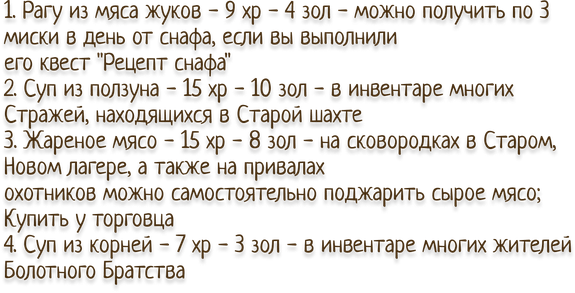 1. Рагу из мяса жуков – 9 хр – 4 зол – можно получить по 3
миски в день от снафа, если вы выполнили
его квест "Рецепт снафа"
2. Суп из ползуна – 15 хр – 10 зол – в инвентаре многих
Стражей, находящихся в Старой шахте
3. Жареное мясо – 15 хр – 8 зол – на сковородках в Старом,
Новом лагере, а также на привалах
охотников можно самостоятельно поджарить сырое мясо;
Купить у торговца
4. Суп из корней – 7 хр – 3 зол – в инвентаре многих жителей
Болотного Братства